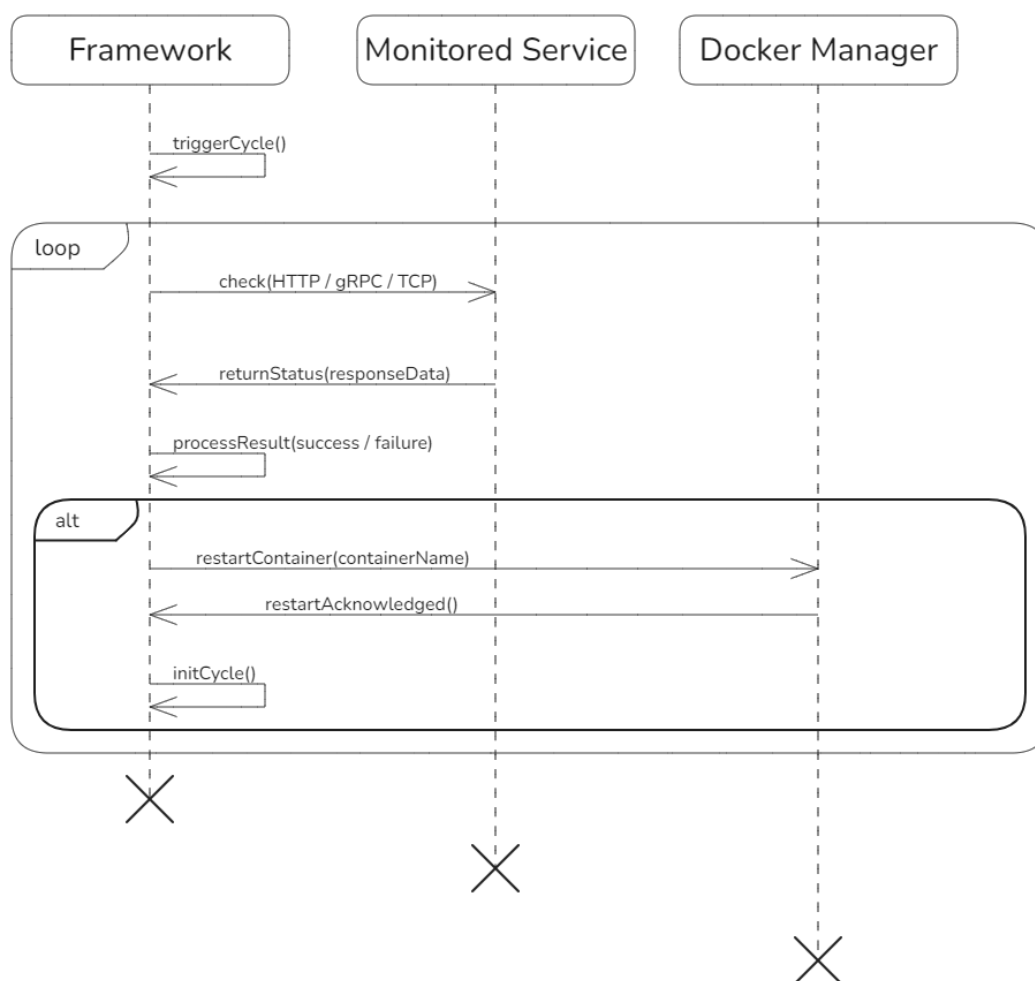 Framework
Monitored Service
Docker Manager
triggerCycle()
loop
check(HTTP / gRPC / TCP)
returnStatus(responseData)
processResult(success / failure)
alt
restartContainer(containerName)
restartAcknowledged()
initCycle()